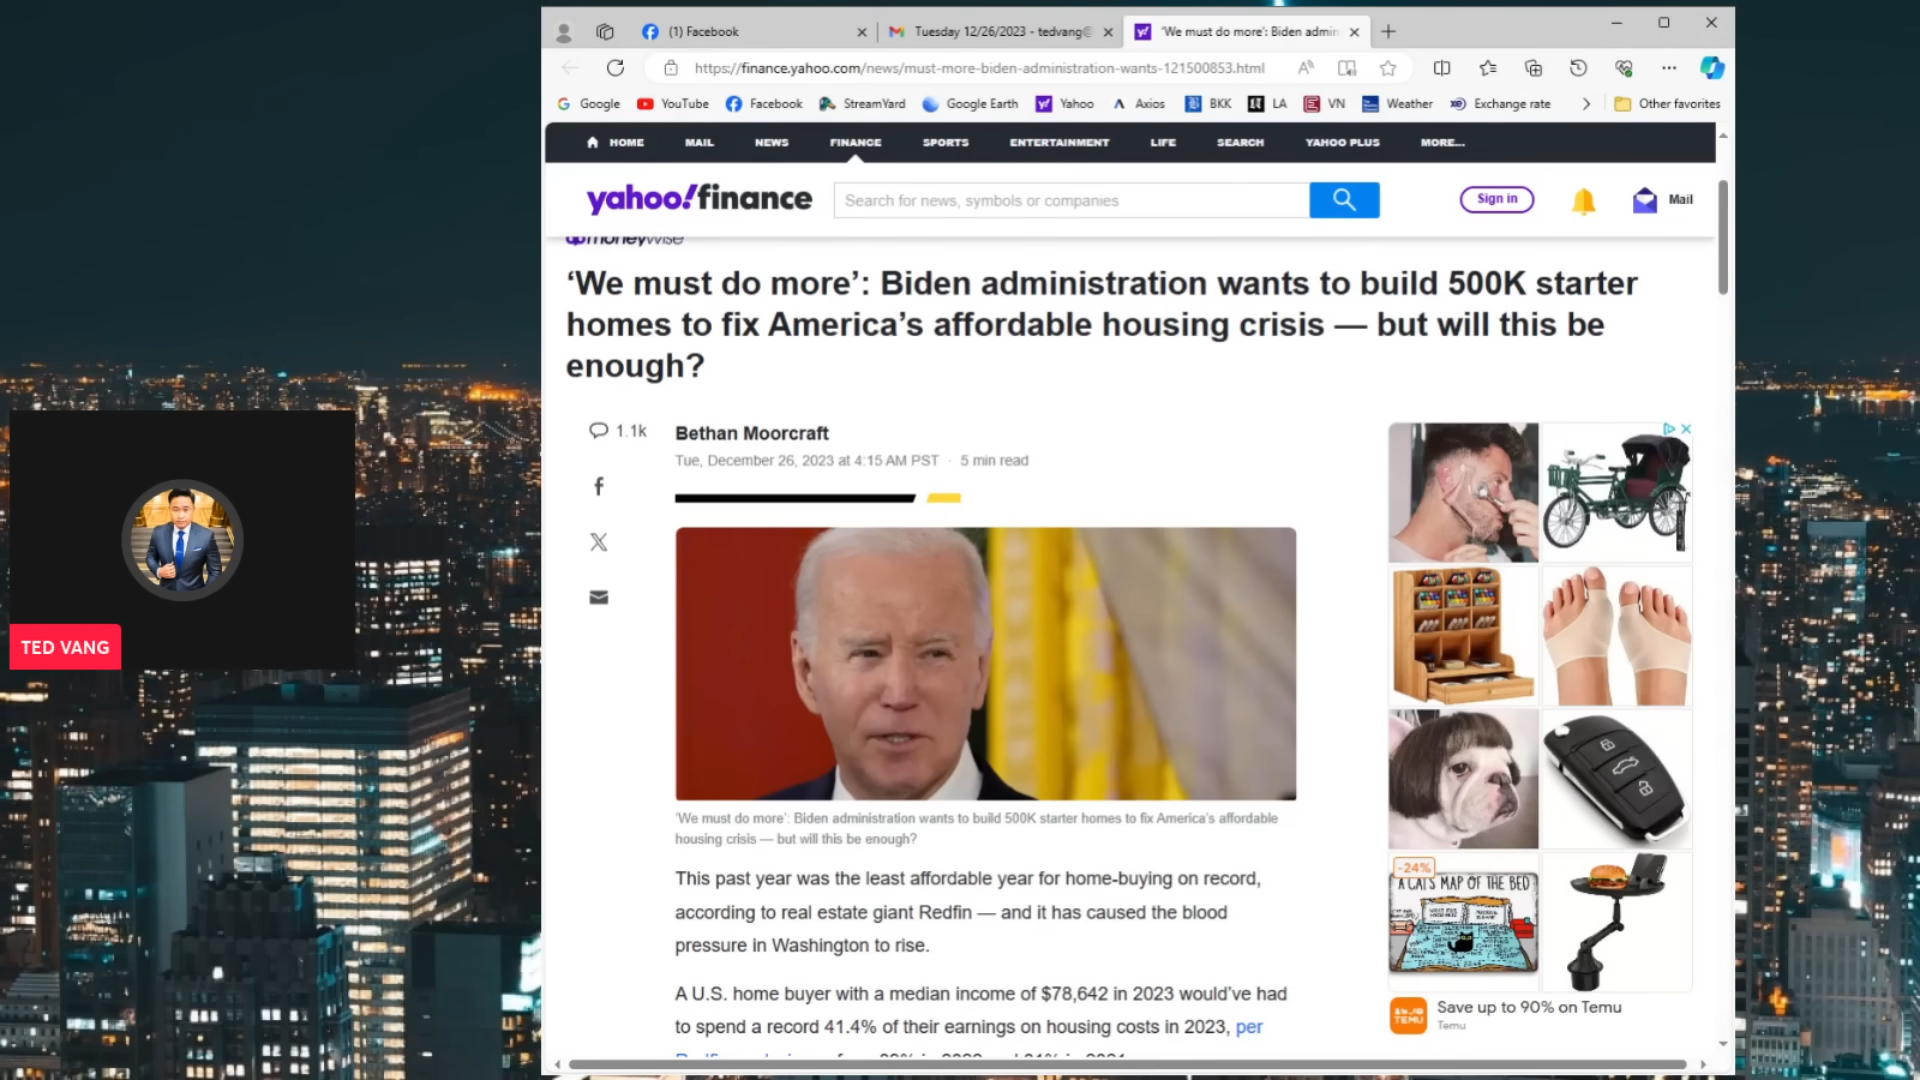 (1) Facebook
Tuesday 12/26/2023 - tedvang@
'We must do more': Biden admin
https://finance.yahoo.com/news/must-more-biden-administration-wants-121500853.html
Google YouTube Facebook StreamYard Google Earth Yahoo Axios BKK LA VN Weather Exchange rate Other favorites
HOME MAIL NEWS FINANCE SPORTS ENTERTAINMENT LIFE SEARCH YAHOO PLUS MORE...
yahoo!finance
Search for news, symbols or companies
Sign in
Mail
moneywise
‘We must do more’: Biden administration wants to build 500K starter
homes to fix America’s affordable housing crisis — but will this be
enough?
1.1k
Bethan Moorcraft
Tue, December 26, 2023 at 4:15 AM PST · 5 min read
TED VANG
'We must do more': Biden administration wants to build 500K starter homes to fix America's affordable
housing crisis — but will this be enough?
This past year was the least affordable year for home-buying on record,
according to real estate giant Redfin — and it has caused the blood
pressure in Washington to rise.
A U.S. home buyer with a median income of $78,642 in 2023 would’ve had
to spend a record 41.4% of their earnings on housing costs in 2023, per
-24%
A CAT'S MAP OF THE BED
TEMU
Save up to 90% on Temu
Temu